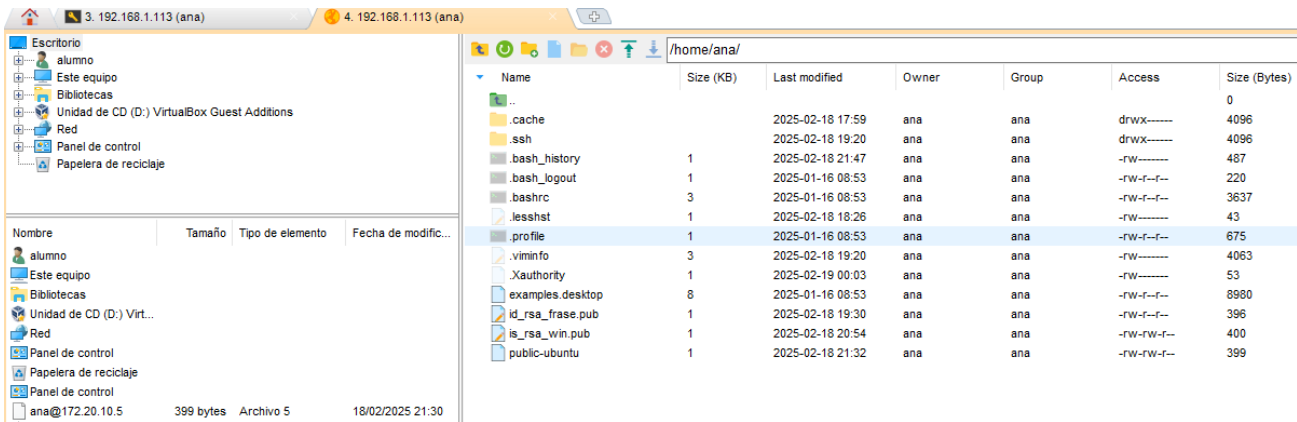 3. 192.168.1.113 (ana)
4. 192.168.1.113 (ana)
Escritorio
alumno
Este equipo
Bibliotecas
Unidad de CD (D:) VirtualBox Guest Additions
Red
Panel de control
Papelera de reciclaje
Nombre Tamaño Tipo de elemento Fecha de modific...
alumno
Este equipo
Bibliotecas
Unidad de CD (D:) Virt...
Red
Panel de control
Papelera de reciclaje
Panel de control
ana@172.20.10.5 399 bytes Archivo 5 18/02/2025 21:30
/home/ana/
Name Size (KB) Last modified Owner Group Access Size (Bytes)
.. 0
.cache 2025-02-18 17:59 ana ana drwx------ 4096
.ssh 2025-02-18 19:20 ana ana drwx------ 4096
.bash_history 1 2025-02-18 21:47 ana ana -rw------- 487
.bash_logout 1 2025-01-16 08:53 ana ana -rw-r--r-- 220
.bashrc 3 2025-01-16 08:53 ana ana -rw-r--r-- 3637
.lesshst 1 2025-02-18 18:26 ana ana -rw------- 43
.profile 1 2025-01-16 08:53 ana ana -rw-r--r-- 675
.viminfo 3 2025-02-18 19:20 ana ana -rw------- 4063
.Xauthority 1 2025-02-19 00:03 ana ana -rw------- 53
examples.desktop 8 2025-01-16 08:53 ana ana -rw-r--r-- 8980
id_rsa_frase.pub 1 2025-02-18 19:30 ana ana -rw-r--r-- 396
is_rsa_win.pub 1 2025-02-18 20:54 ana ana -rw-rw-r-- 400
public-ubuntu 1 2025-02-18 21:32 ana ana -rw-rw-r-- 399